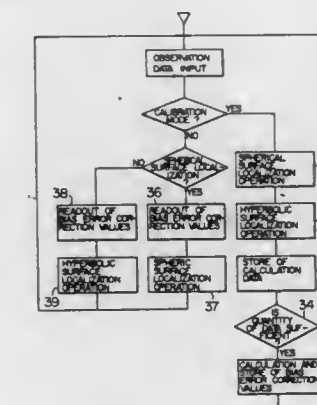 OBSERVATION
DATA INPUT
CALIBRATION
MODE ?
YES
NO
SPHERICAL
SURFACE LOCAL-
IZATION
?
NO
YES
38
READOUT OF
BIAS ERROR COR-
RECTION VALUES
36
READOUT OF
BIAS ERROR COR-
RECTION VALUES
HYPERBOLIC
SURFACE
LOCALIZATION
OPERATION
39
SPHERIC
SURFACE
LOCALIZATION
OPERATION
37
SPHERICAL
SURFACE
LOCALIZATION
OPERATION
HYPERBOLIC
SURFACE
LOCALIZATION
OPERATION
STORE OF
CALCULATION
DATA
34
IS
QUANTITY
OF DATA SUF-
FICIENT
?
YES
CALCULATION AND
STORE OF BIAS
ERROR CORRECTION
VALUES